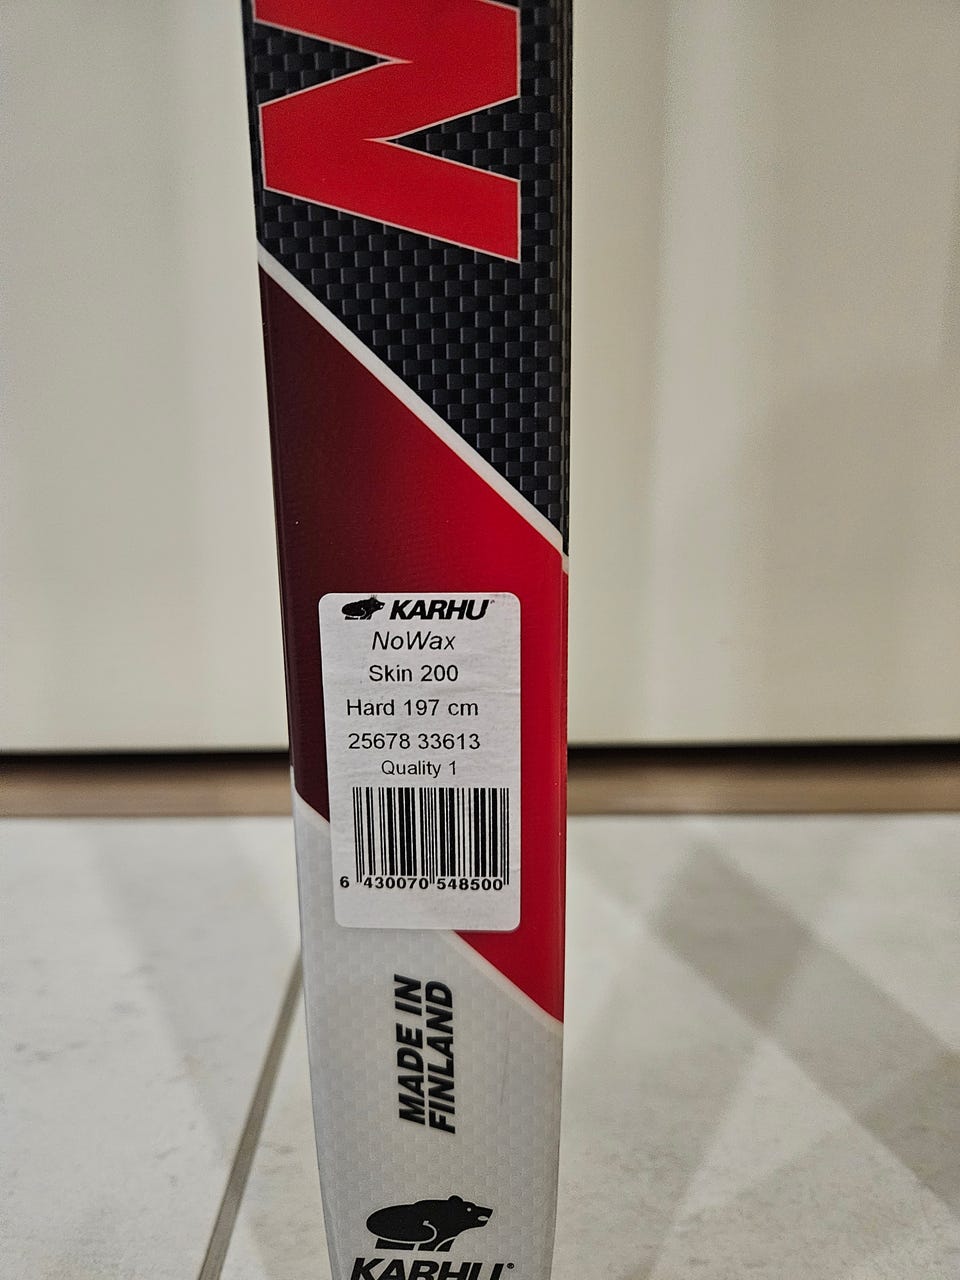 KARHU
NoWax
Skin 200
Hard 197 cm
25678 33613
Quality 1
6 430070 548500
MADE IN
FINLAND
KARHU®